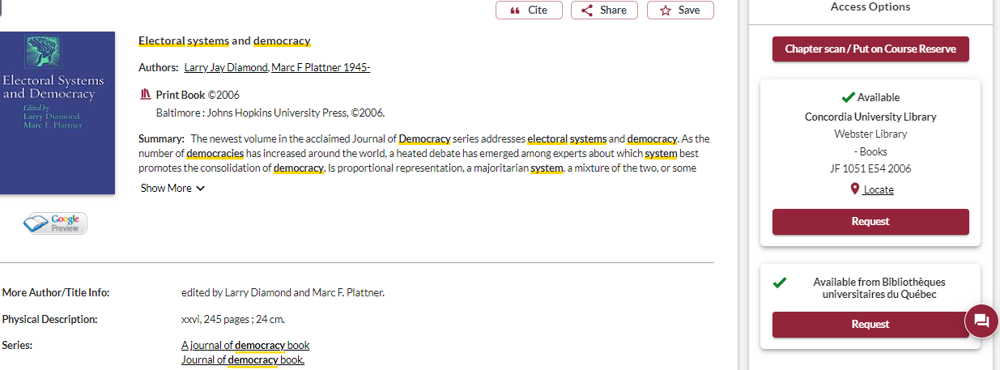 Cite
Share
Save
Electoral Systems
and Democracy
Edited by
Larry Diamond
Marc F. Plattner
Electoral systems and democracy
Authors: Larry Jay Diamond, Marc F Plattner 1945-
Print Book ©2006
Baltimore : Johns Hopkins University Press, ©2006.
Summary: The newest volume in the acclaimed Journal of Democracy series addresses electoral systems and democracy. As the
number of democracies has increased around the world, a heated debate has emerged among experts about which system best
promotes the consolidation of democracy. Is proportional representation, a majoritarian system, a mixture of the two, or some
Show More
Google
Preview
More Author/Title Info: edited by Larry Diamond and Marc F. Plattner.
Physical Description: xxvi, 245 pages ; 24 cm.
Series: A journal of democracy book
Journal of democracy book.
Access Options
Chapter scan / Put on Course Reserve
Available
Concordia University Library
Webster Library
- Books
JF 1051 E54 2006
Locate
Request
Available from Bibliothèques
universitaires du Québec
Request